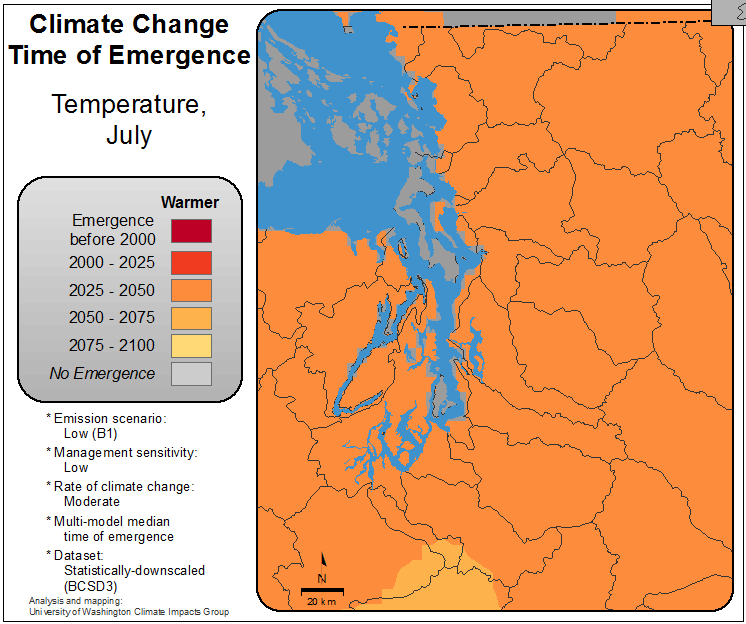 Climate Change
Time of Emergence
Temperature,
July
Warmer
Emergence
before 2000
2000 - 2025
2025 - 2050
2050 - 2075
2075 - 2100
No Emergence
* Emission scenario:
Low (B1)
* Management sensitivity:
Low
* Rate of climate change:
Moderate
* Multi-model median
time of emergence
* Dataset:
Statistically-downscaled
(BCSD3)
Analysis and mapping:
University of Washington Climate Impacts Group
N
20 km